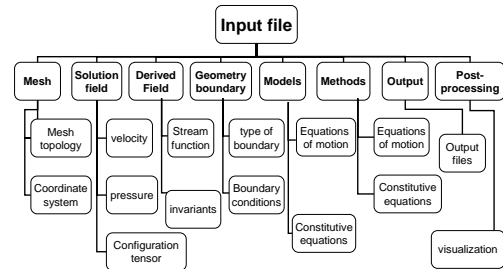 Input file
Mesh
Solution
field
Derived
Field
Geometry
boundary
Models
Methods
Output
Post-
processing
Mesh
topology
velocity
Stream
function
type of
boundary
Equations
of motion
Equations
of motion
Output
files
Coordinate
system
pressure
invariants
Boundary
conditions
Constitutive
equations
Constitutive
equations
Configuration
tensor
visualization